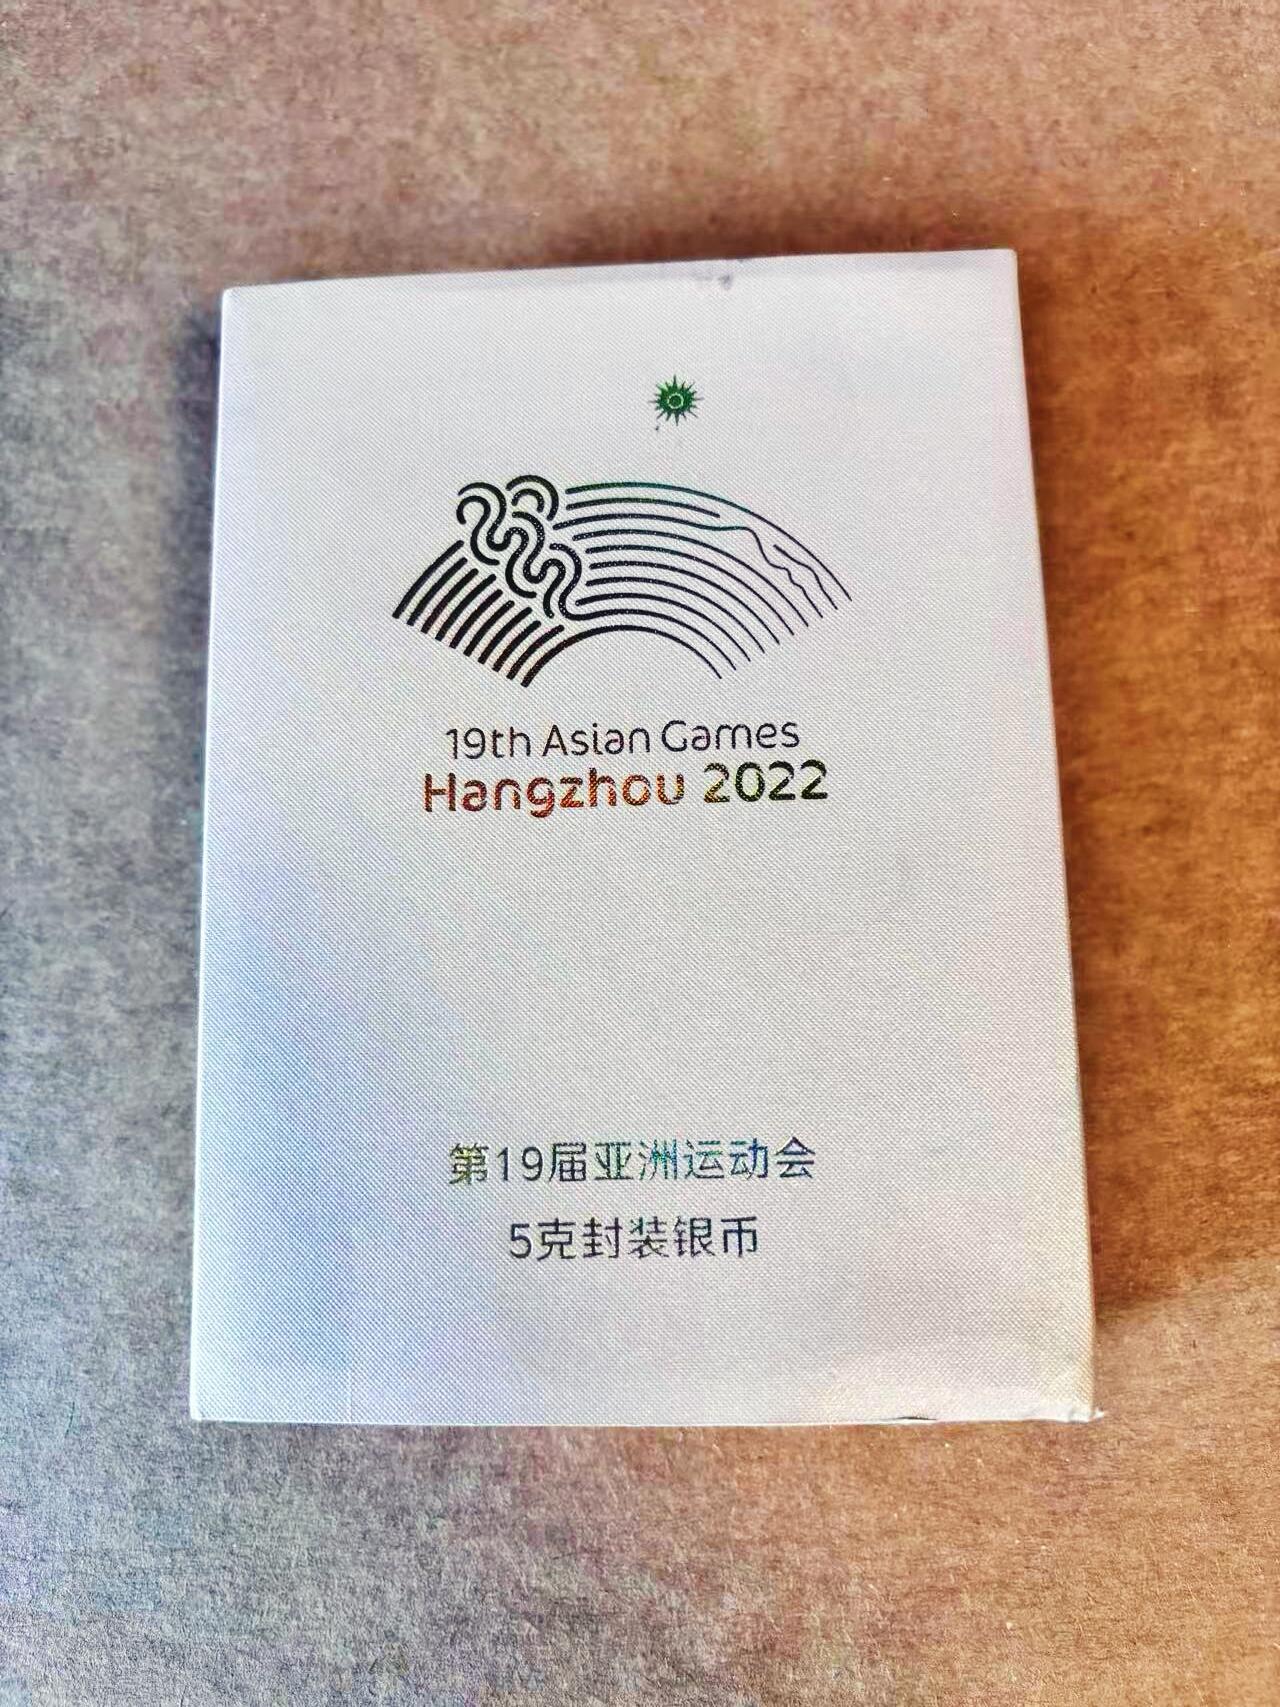 19th Asian Games
Hangzhou 2022
第19届亚洲运动会
5克封装银币